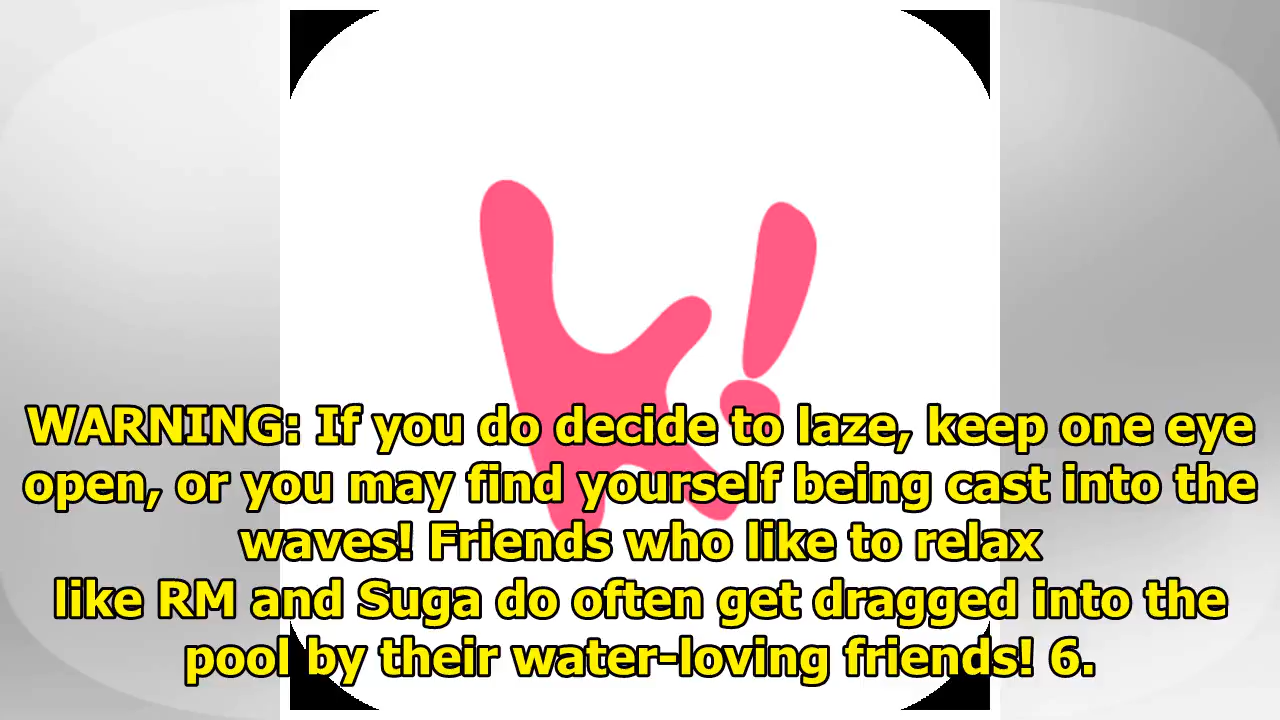 k!
WARNING: If you do decide to laze, keep one eye
open, or you may find yourself being cast into the
waves! Friends who like to relax
like RM and Suga do often get dragged into the
pool by their water-loving friends! 6.